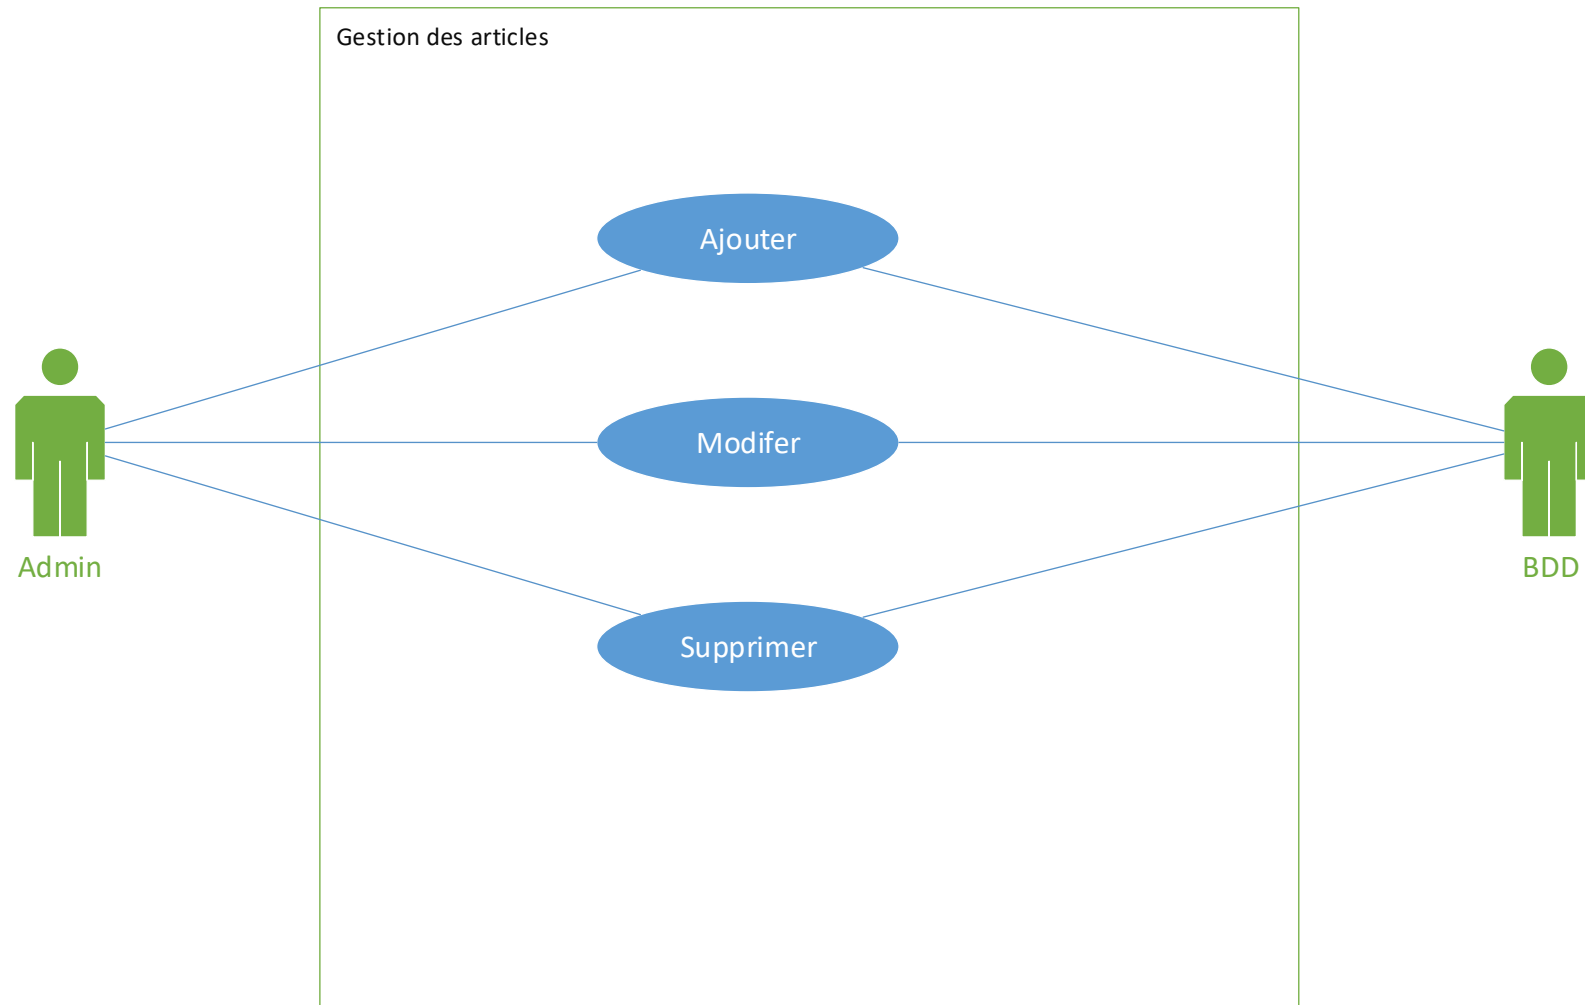 Gestion des articles
Ajouter
Modifer
Admin
BDD
Supprimer